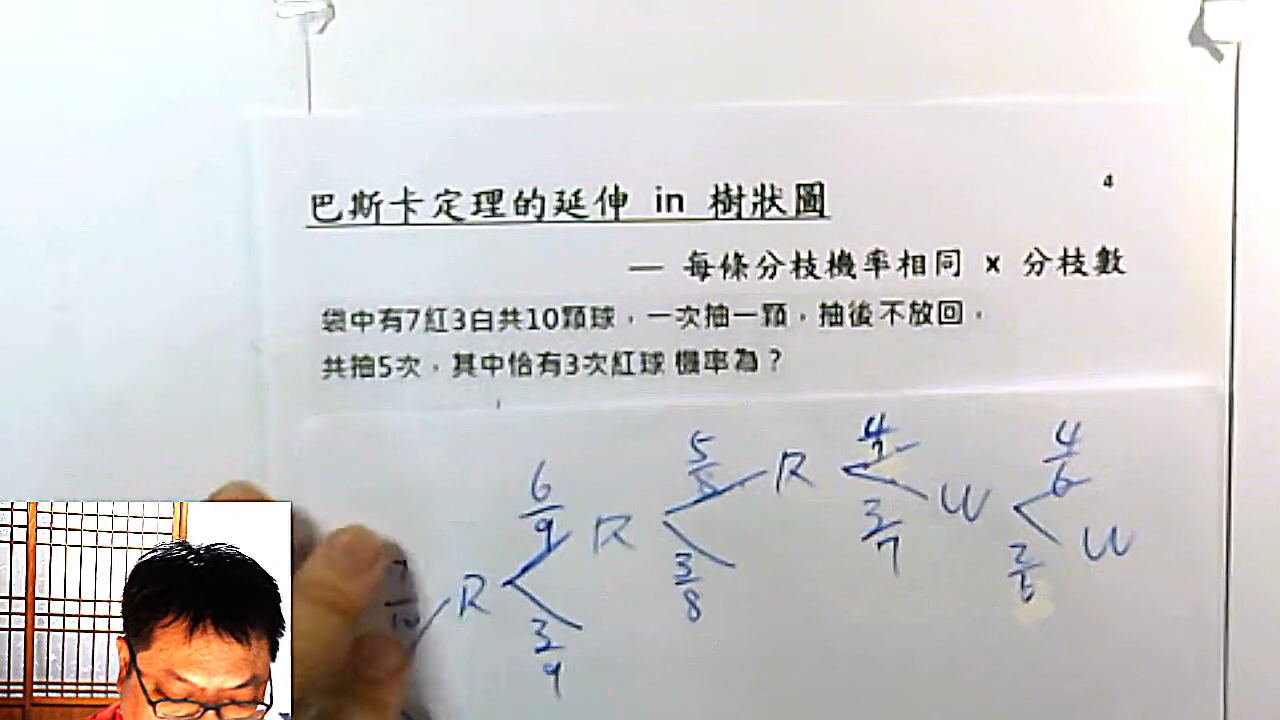 4
巴斯卡定理的延伸 in 樹狀圖
— 每條分枝機率相同 x 分枝數
袋中有7紅3白共10顆球，一次抽一顆，抽後不放回，
共抽5次，其中恰有3次紅球 機率為？
7/10 R 6/9 R 5/8 R 4/7 W 4/6 W
3/9 3/8 3/7 2/6